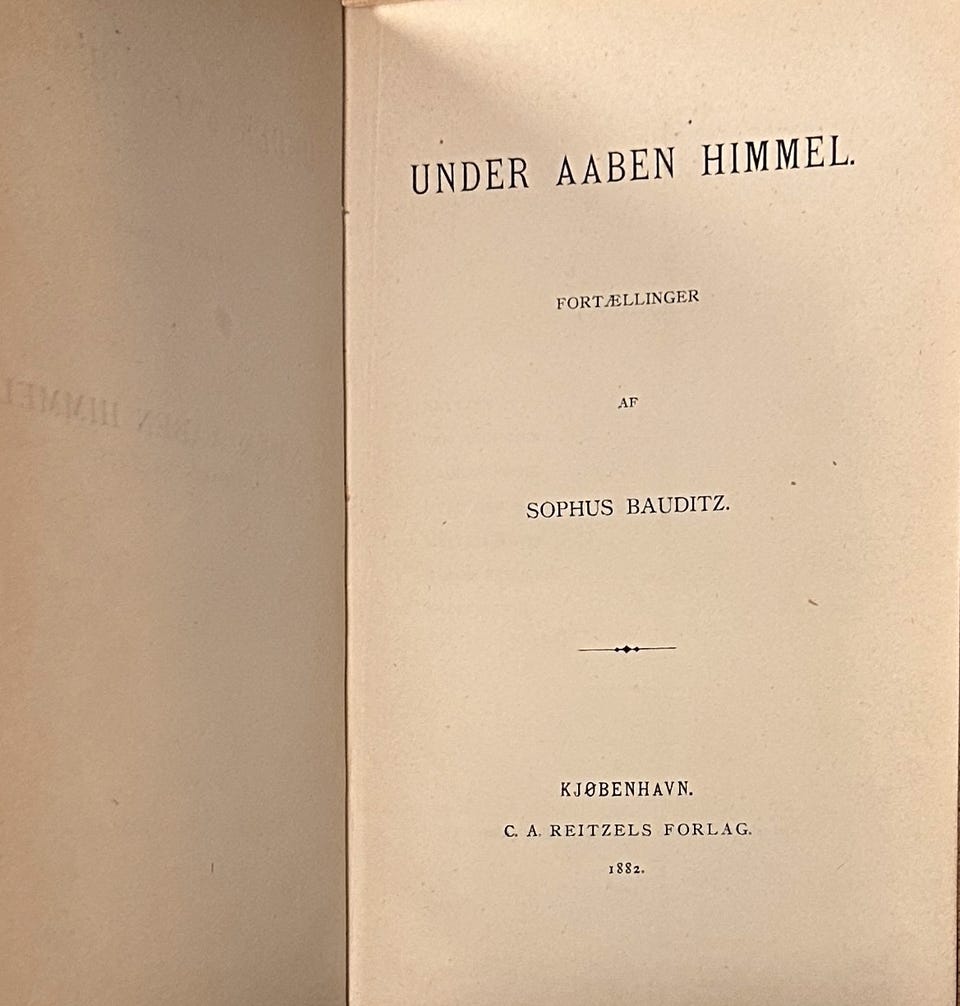 UNDER AABEN HIMMEL.
FORTÆLLINGER
AF
SOPHUS BAUDITZ.
KJØBENHAVN.
C. A. REITZELS FORLAG.
1882.